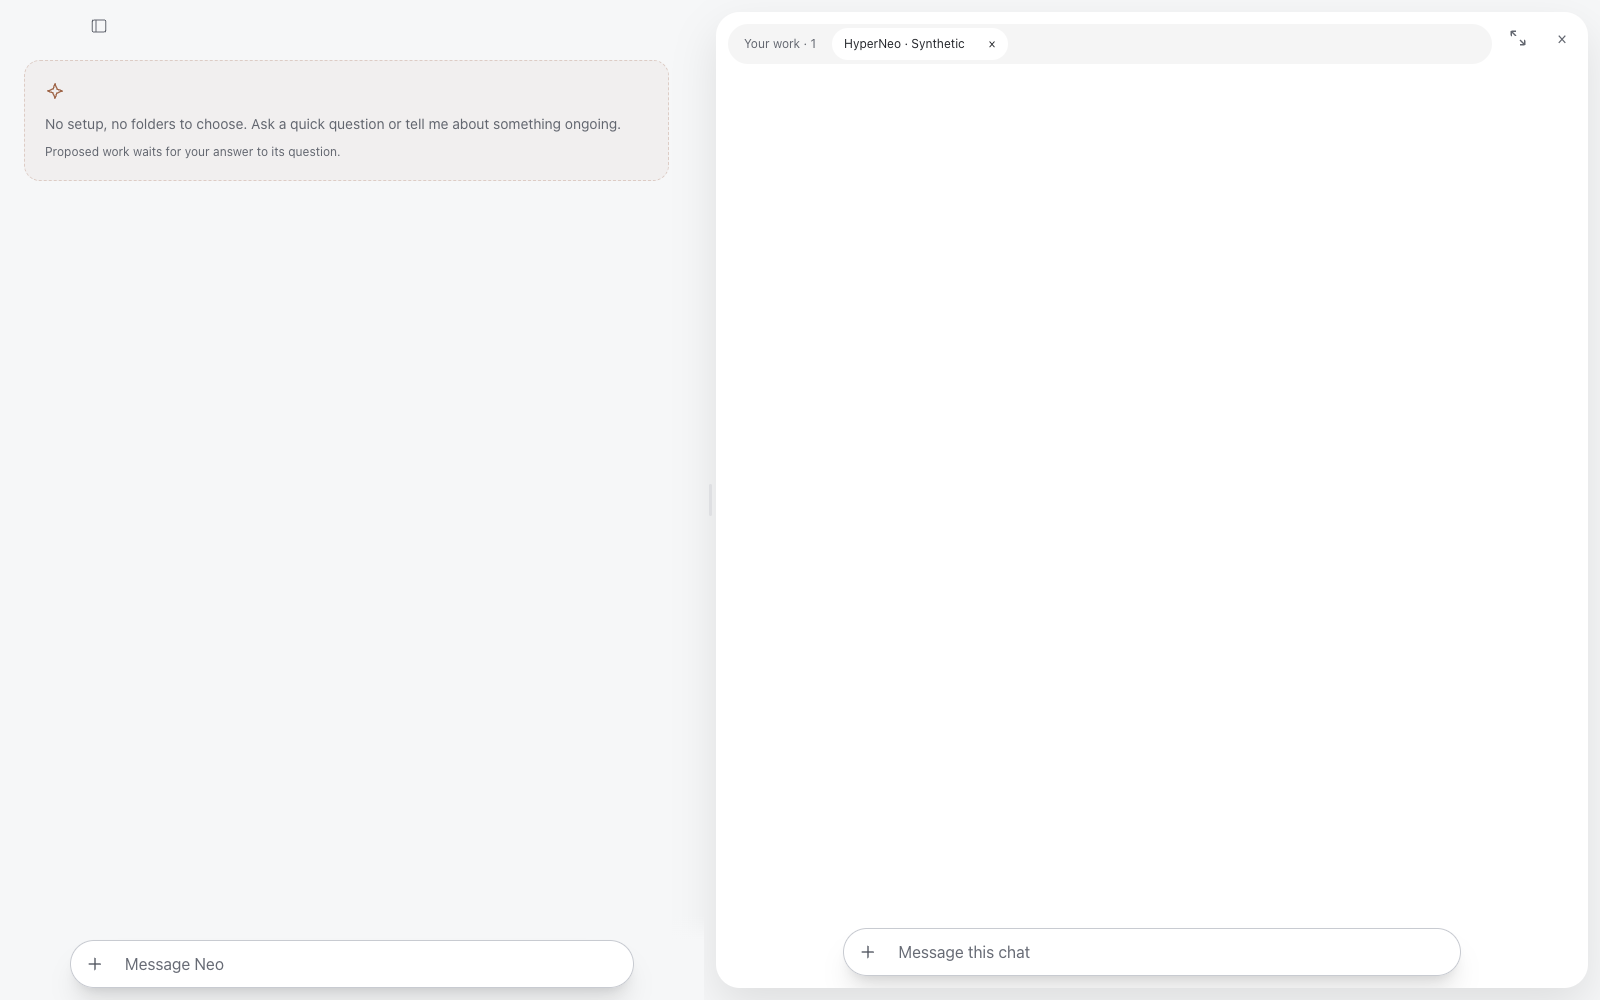 No setup, no folders to choose. Ask a quick question or tell me about something ongoing.
Proposed work waits for your answer to its question.
Message Neo
Your work · 1
HyperNeo · Synthetic
Message this chat